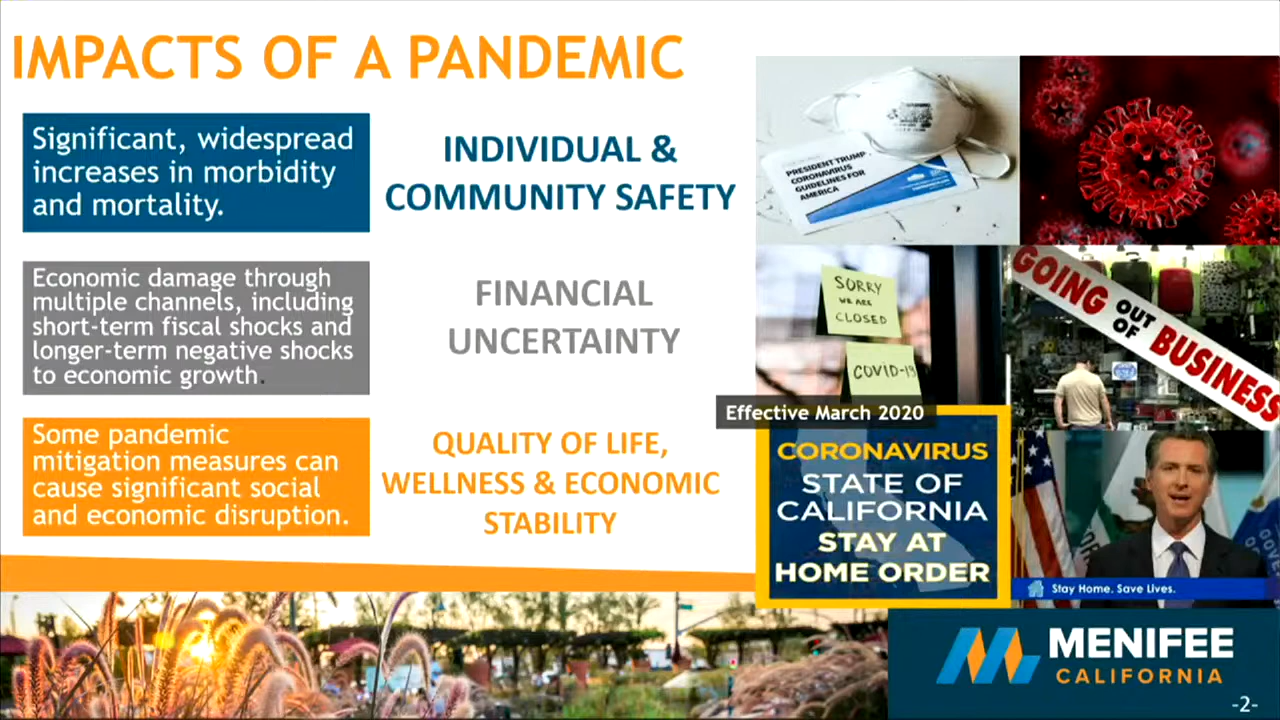 IMPACTS OF A PANDEMIC
Significant, widespread
increases in morbidity
and mortality.
INDIVIDUAL &
COMMUNITY SAFETY
Economic damage through
multiple channels, including
short-term fiscal shocks and
longer-term negative shocks
to economic growth.
FINANCIAL
UNCERTAINTY
Some pandemic
mitigation measures can
cause significant social
and economic disruption.
QUALITY OF LIFE,
WELLNESS & ECONOMIC
STABILITY
PRESIDENT TRUMP
CORONAVIRUS
GUIDELINES FOR
AMERICA
SORRY
WE ARE
CLOSED
COVID-19
GOING
OUT
OF
BUSINESS
Effective March 2020
CORONAVIRUS
STATE OF
CALIFORNIA
STAY AT
HOME ORDER
Stay Home. Save Lives.
MENIFEE
CALIFORNIA
-2-